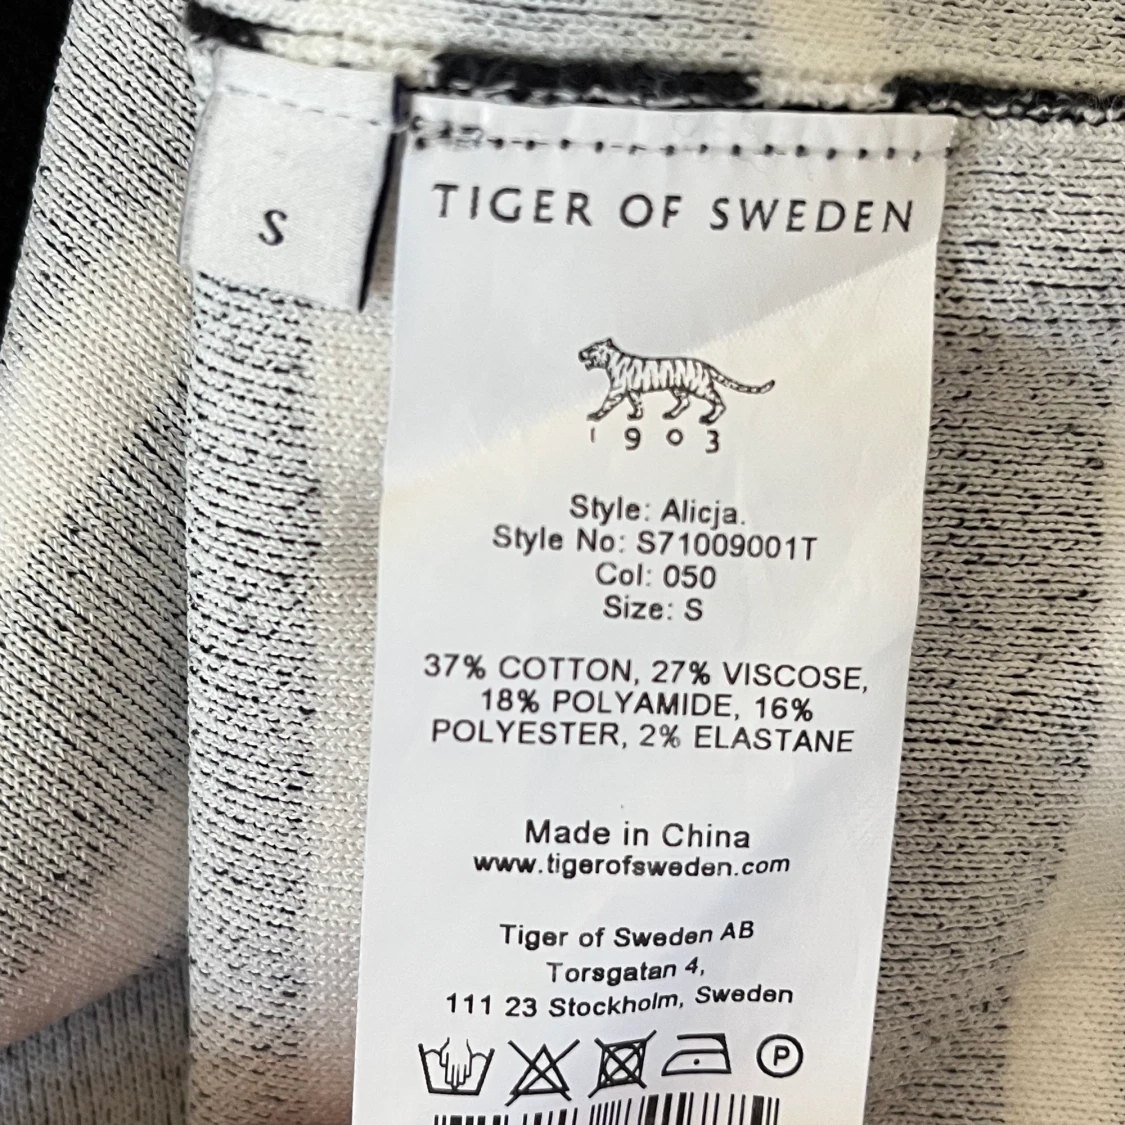 S
TIGER OF SWEDEN
1903
Style: Alicja.
Style No: S71009001T
Col: 050
Size: S
37% COTTON, 27% VISCOSE,
18% POLYAMIDE, 16%
POLYESTER, 2% ELASTANE
Made in China
www.tigerofsweden.com
Tiger of Sweden AB
Torsgatan 4,
111 23 Stockholm, Sweden
P